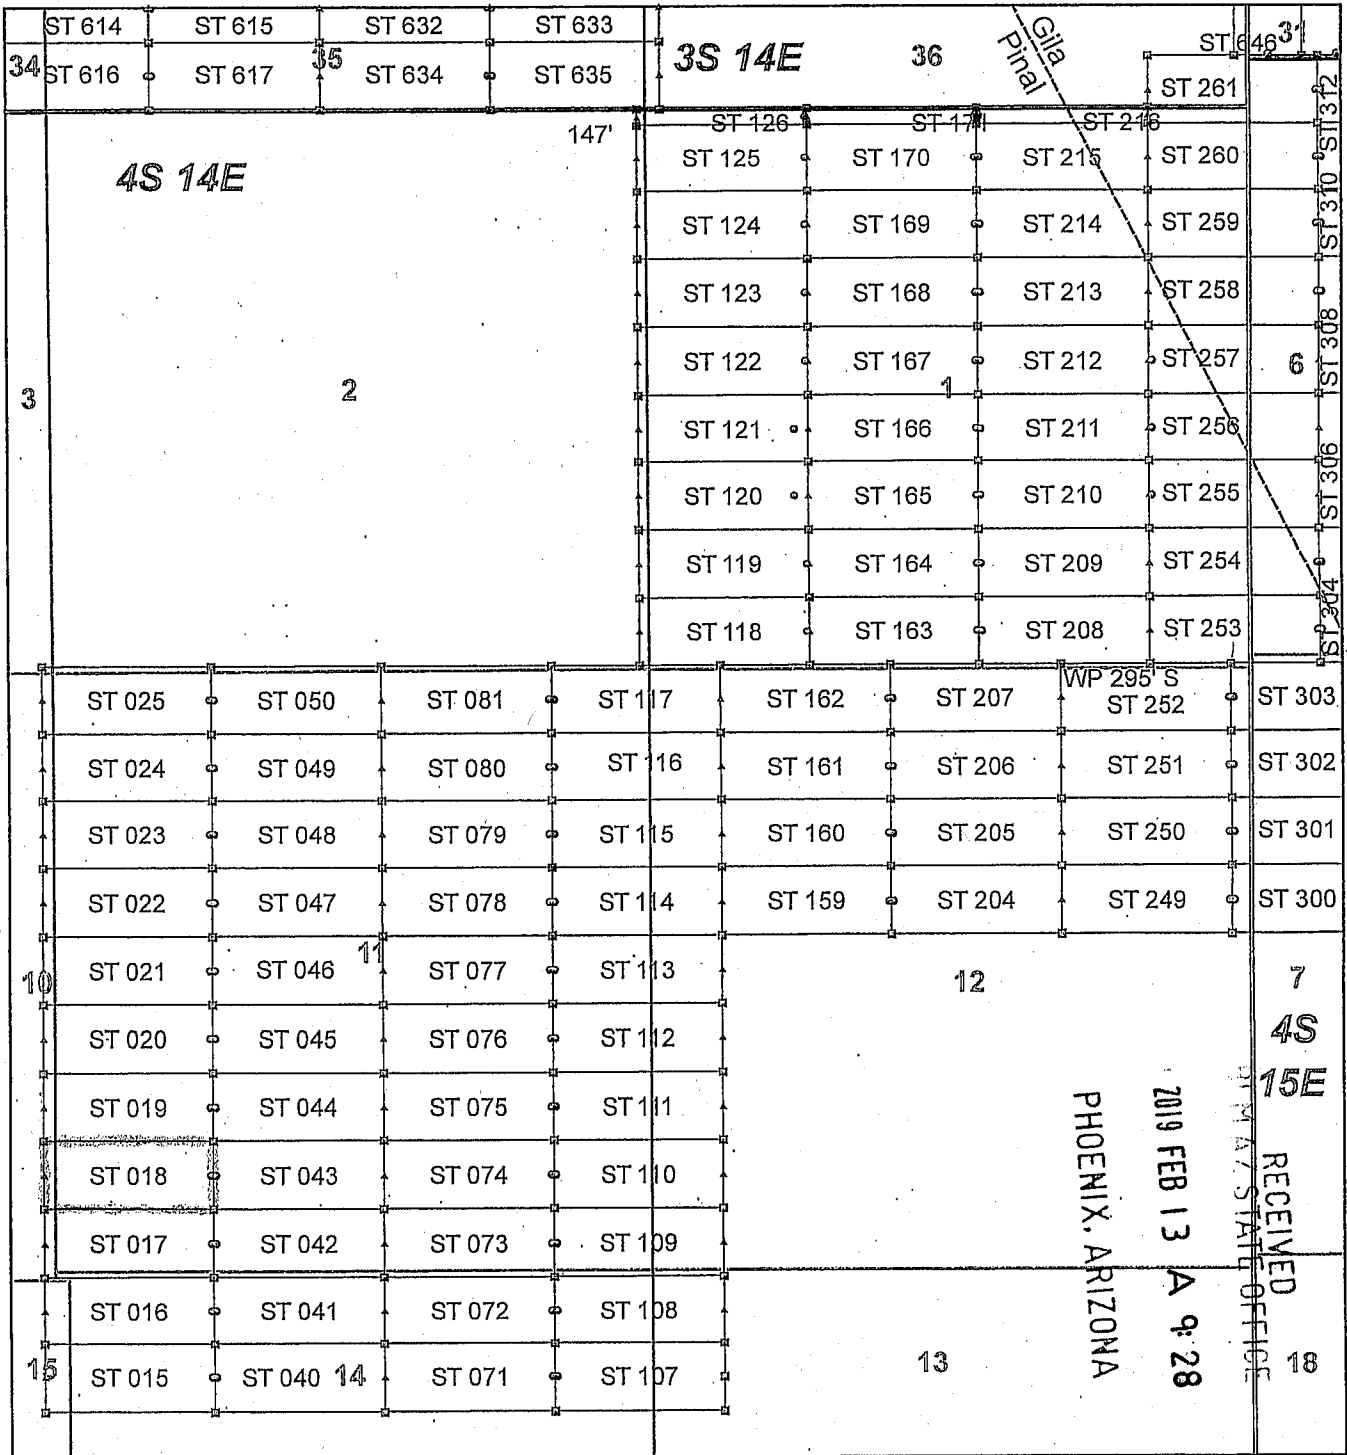 ST 614 ST 615 ST 632 ST 633
34 ST 616 ST 617 35 ST 634 ST 635 3S 14E 36 Gila Pinal ST 646 31
ST 261
147' ST 126 ST 171 ST 216
ST 312
4S 14E
ST 125 ST 170 ST 215 ST 260
ST 310
ST 124 ST 169 ST 214 ST 259
ST 123 ST 168 ST 213 ST 258
ST 308
ST 122 ST 167 ST 212 ST 257 6
3 2 1
ST 121 ST 166 ST 211 ST 256
ST 306
ST 120 ST 165 ST 210 ST 255
ST 119 ST 164 ST 209 ST 254
ST 304
ST 118 ST 163 ST 208 ST 253
WP 295' S
ST 025 ST 050 ST 081 ST 117 ST 162 ST 207 ST 252 ST 303
ST 024 ST 049 ST 080 ST 116 ST 161 ST 206 ST 251 ST 302
ST 023 ST 048 ST 079 ST 115 ST 160 ST 205 ST 250 ST 301
ST 022 ST 047 ST 078 ST 114 ST 159 ST 204 ST 249 ST 300
11
10 ST 021 ST 046 ST 077 ST 113 12 7
ST 020 ST 045 ST 076 ST 112 4S
15E
ST 019 ST 044 ST 075 ST 111
ST 018 ST 043 ST 074 ST 110
ST 017 ST 042 ST 073 ST 109
ST 016 ST 041 ST 072 ST 108
15 ST 015 ST 040 14 ST 071 ST 107 13 18
RECEIVED
STATE OFFICE
2019 FEB 13 A 9:28
PHOENIX, ARIZONA